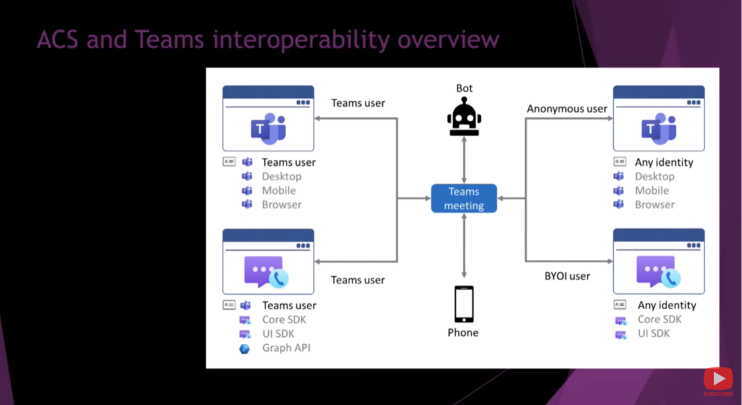 ACS and Teams interoperability overview
Bot
Teams user
Anonymous user
T
Teams user
Desktop
Mobile
Browser
Teams
meeting
T
Any identity
Desktop
Mobile
Browser
Teams user
Teams user
Core SDK
UI SDK
Graph API
Phone
BYOI user
Any identity
Core SDK
UI SDK
SUBSCRIBE